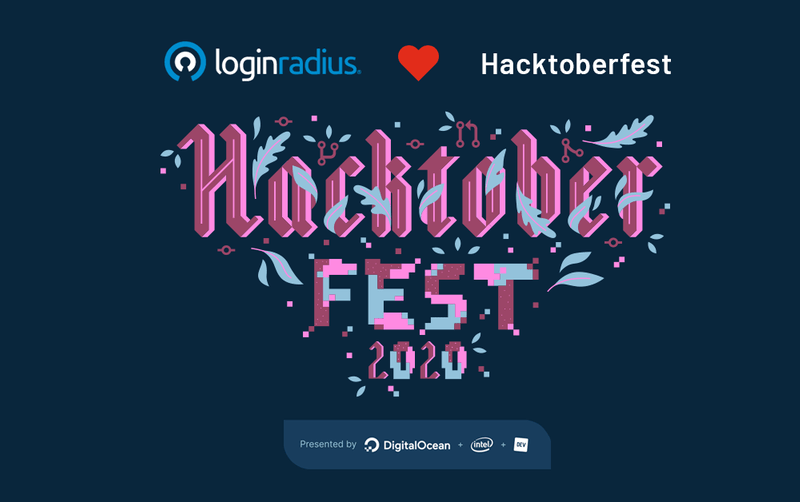 loginradius. Hacktoberfest
Hacktober
FEST
2020
Presented by DigitalOcean + intel + DEV